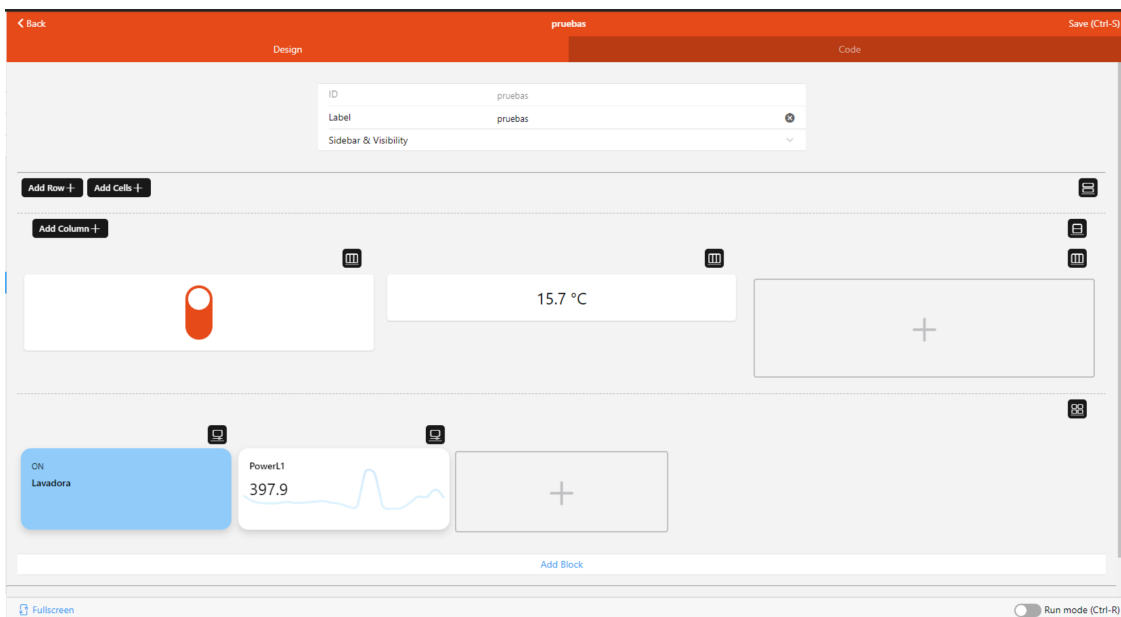 Back
pruebas
Save (Ctrl-S)
Design
Code
ID
pruebas
Label
pruebas
Sidebar & Visibility
Add Row
Add Cells
Add Column
15.7 °C
ON
Lavadora
PowerL1
397.9
Add Block
Fullscreen
Run mode (Ctrl-R)